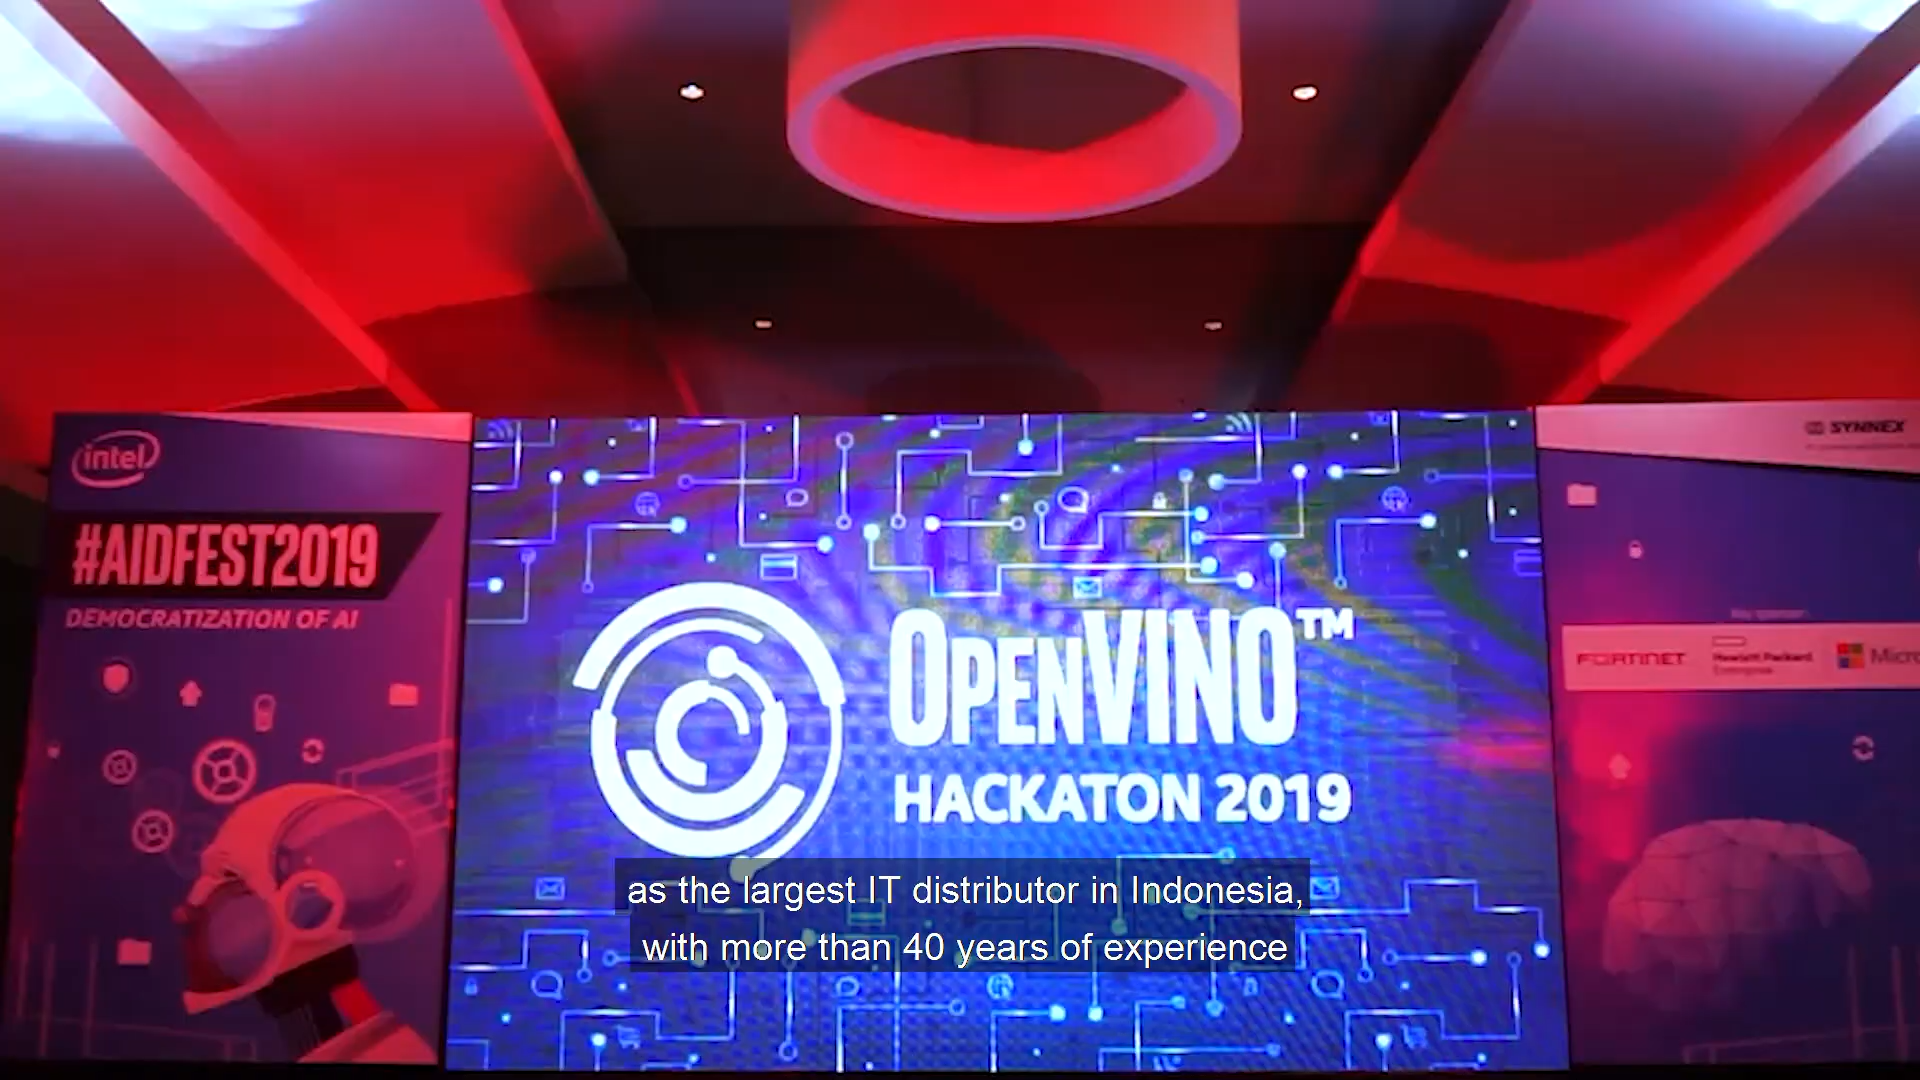 intel
#AIDFEST2019
DEMOCRATIZATION OF AI
OPENVINO™
HACKATON 2019
SYNNEX
FORTINET
Hewlett Packard
Enterprise
Micro
as the largest IT distributor in Indonesia,
with more than 40 years of experience